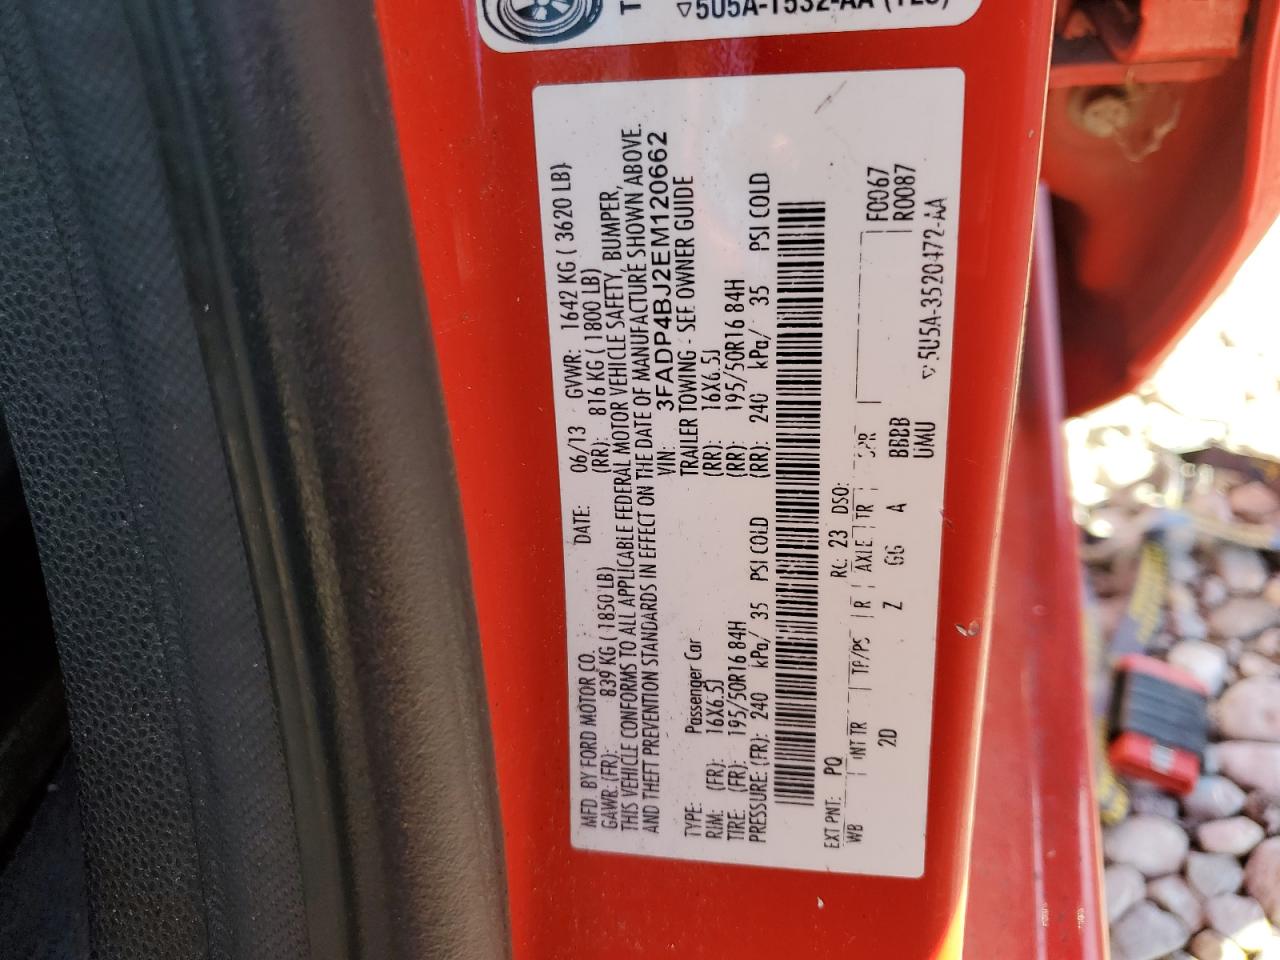 5U5A-1532-AA
MFD. BY FORD MOTOR CO. DATE: 06/13 GVWR: 1642 KG ( 3620 LB)
GAWR: (FR): 839 KG ( 1850 LB) (RR): 816 KG ( 1800 LB)
THIS VEHICLE CONFORMS TO ALL APPLICABLE FEDERAL MOTOR VEHICLE SAFETY, BUMPER,
AND THEFT PREVENTION STANDARDS IN EFFECT ON THE DATE OF MANUFACTURE SHOWN ABOVE.
VIN: 3FADP4BJ2EM120662
TYPE: Passenger Car TRAILER TOWING - SEE OWNER GUIDE
RIM: (FR): 16X6.5J (RR): 16X6.5J
TIRE: (FR): 195/50R16 84H (RR): 195/50R16 84H
PRESSURE: (FR): 240 kPa/ 35 PSI COLD (RR): 240 kPa/ 35 PSI COLD
EXT PNT: PQ RC: 23 DSO: F0067
WB INT TR TP/PS R AXLE TR SPR R0087
2D Z GG A BBBB
UMU
5U5A-3520472-AA